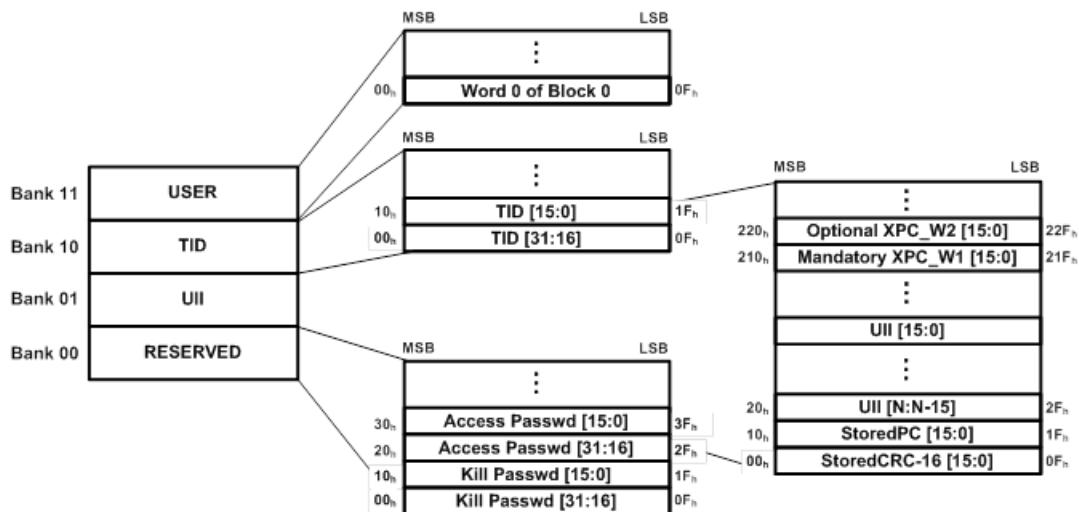 MSB LSB
⋮
00h Word 0 of Block 0 0Fh
MSB LSB
⋮
10h TID [15:0] 1Fh
00h TID [31:16] 0Fh
Bank 11 USER
Bank 10 TID
Bank 01 UII
Bank 00 RESERVED
MSB LSB
⋮
30h Access Passwd [15:0] 3Fh
20h Access Passwd [31:16] 2Fh
10h Kill Passwd [15:0] 1Fh
00h Kill Passwd [31:16] 0Fh
MSB LSB
⋮
220h Optional XPC_W2 [15:0] 22Fh
210h Mandatory XPC_W1 [15:0] 21Fh
⋮
UII [15:0]
⋮
20h UII [N:N-15] 2Fh
10h StoredPC [15:0] 1Fh
00h StoredCRC-16 [15:0] 0Fh